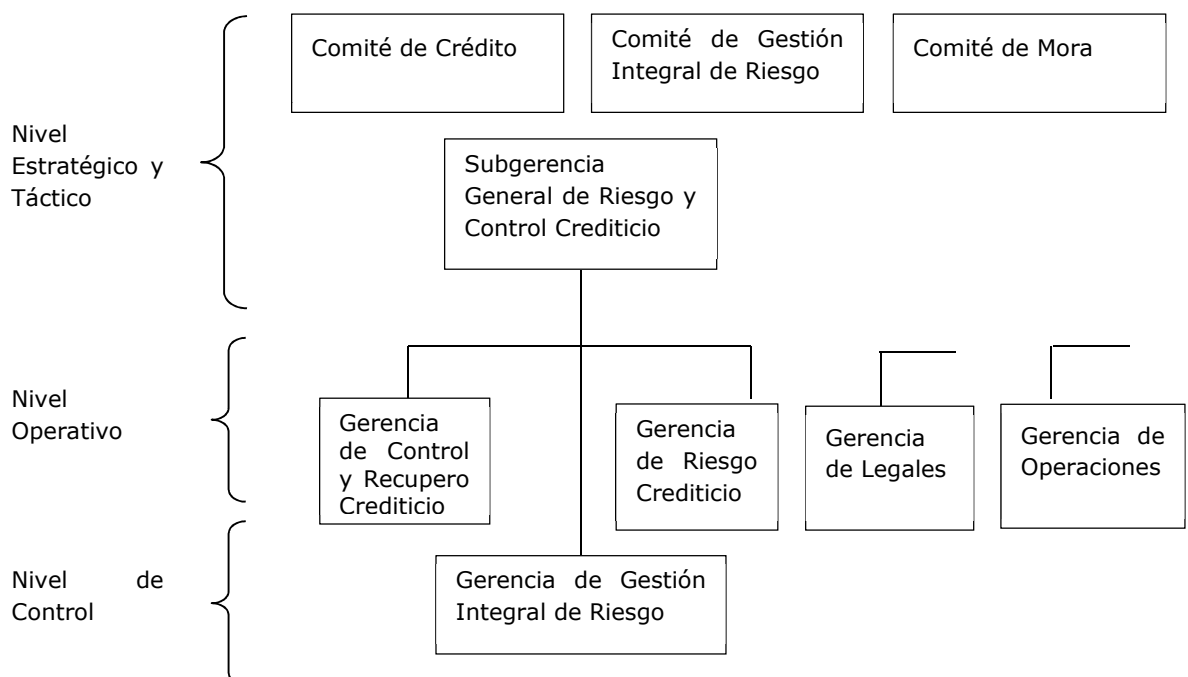 Comité de Crédito
Comité de Gestión
Integral de Riesgo
Comité de Mora
Nivel
Estratégico y
Táctico
Subgerencia
General de Riesgo y
Control Crediticio
Nivel
Operativo
Gerencia
de Control
y Recupero
Crediticio
Gerencia
de Riesgo
Crediticio
Gerencia
de Legales
Gerencia de
Operaciones
Nivel de
Control
Gerencia de Gestión
Integral de Riesgo